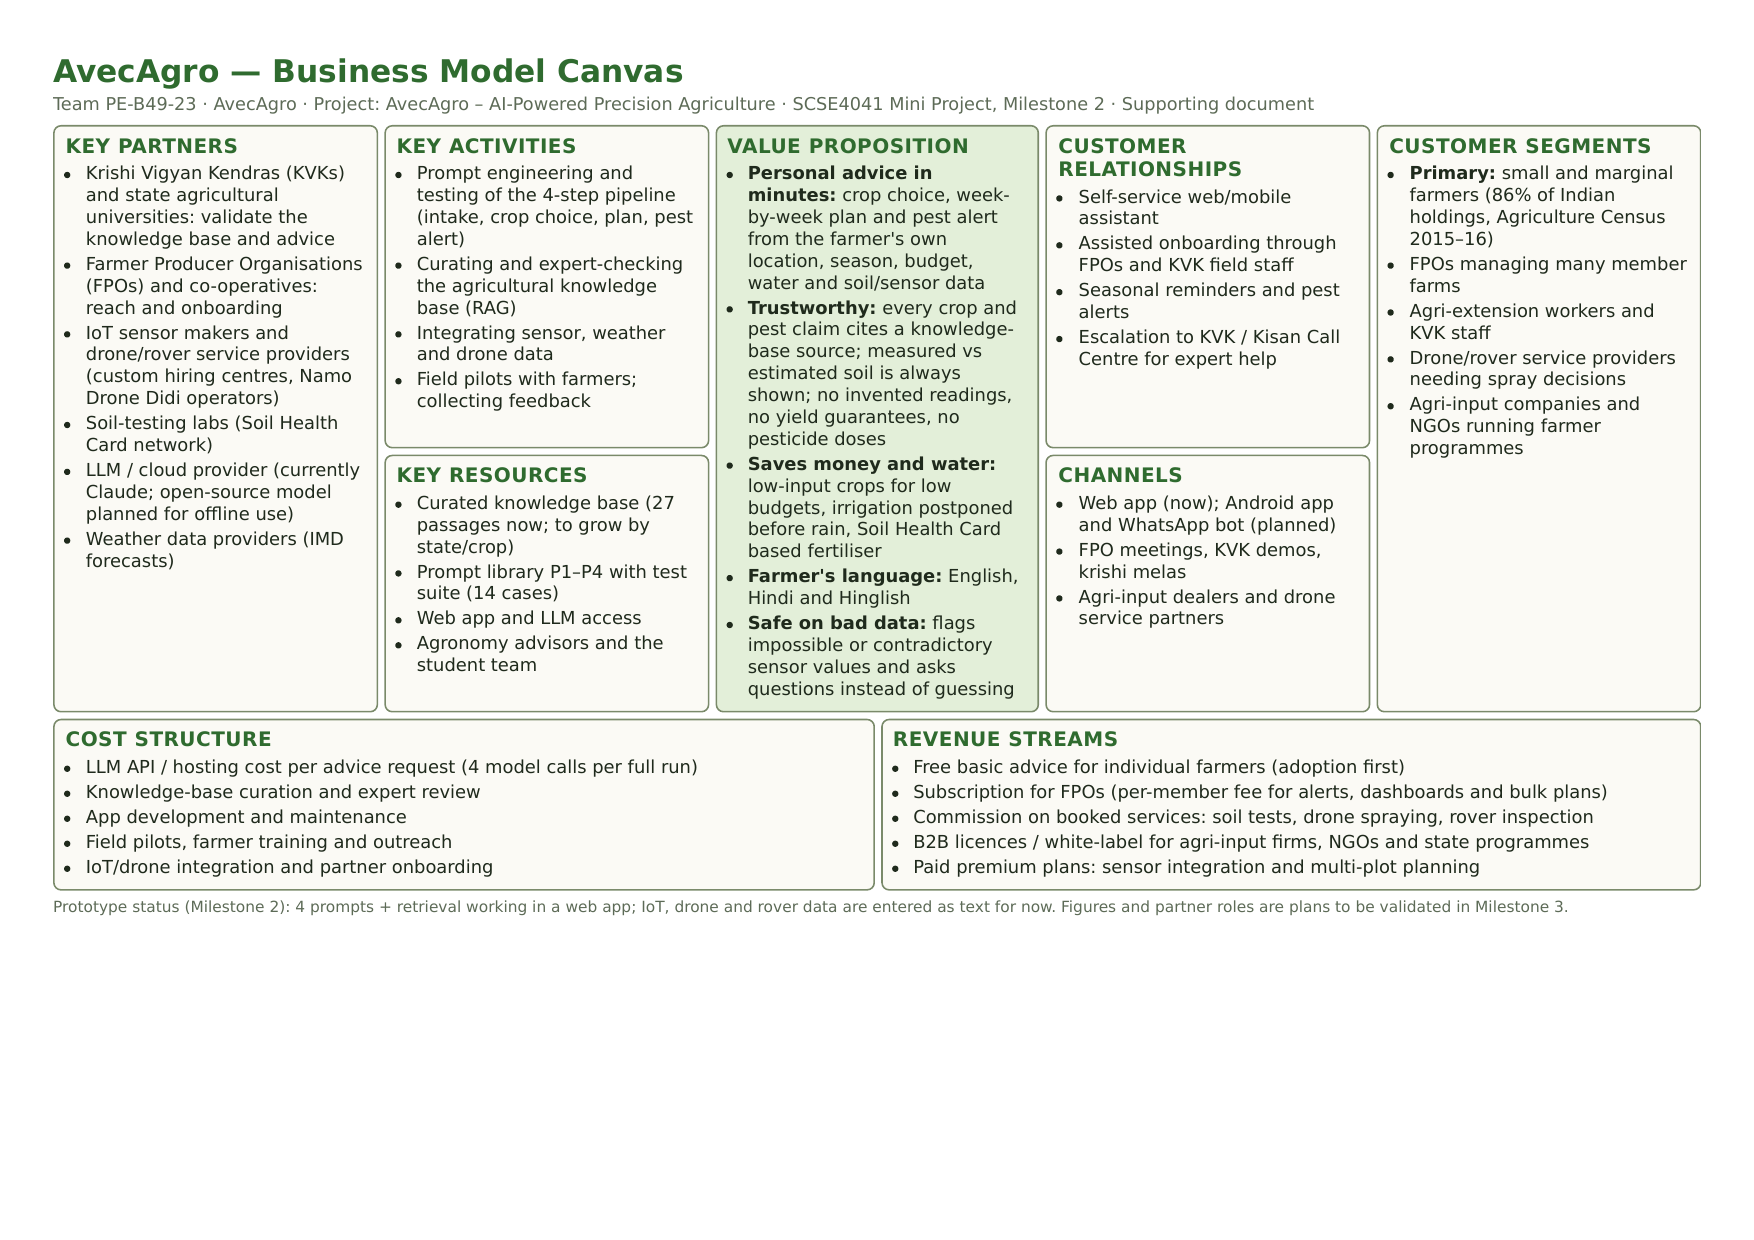 AvecAgro — Business Model Canvas
Team PE-B49-23 · AvecAgro · Project: AvecAgro – AI-Powered Precision Agriculture · SCSE4041 Mini Project, Milestone 2 · Supporting document
KEY PARTNERS
• Krishi Vigyan Kendras (KVKs)
and state agricultural
universities: validate the
knowledge base and advice
• Farmer Producer Organisations
(FPOs) and co-operatives:
reach and onboarding
• IoT sensor makers and
drone/rover service providers
(custom hiring centres, Namo
Drone Didi operators)
• Soil-testing labs (Soil Health
Card network)
• LLM / cloud provider (currently
Claude; open-source model
planned for offline use)
• Weather data providers (IMD
forecasts)
KEY ACTIVITIES
• Prompt engineering and
testing of the 4-step pipeline
(intake, crop choice, plan, pest
alert)
• Curating and expert-checking
the agricultural knowledge
base (RAG)
• Integrating sensor, weather
and drone data
• Field pilots with farmers;
collecting feedback
KEY RESOURCES
• Curated knowledge base (27
passages now; to grow by
state/crop)
• Prompt library P1–P4 with test
suite (14 cases)
• Web app and LLM access
• Agronomy advisors and the
student team
VALUE PROPOSITION
• Personal advice in
minutes: crop choice, week-
by-week plan and pest alert
from the farmer's own
location, season, budget,
water and soil/sensor data
• Trustworthy: every crop and
pest claim cites a knowledge-
base source; measured vs
estimated soil is always
shown; no invented readings,
no yield guarantees, no
pesticide doses
• Saves money and water:
low-input crops for low
budgets, irrigation postponed
before rain, Soil Health Card
based fertiliser
• Farmer's language: English,
Hindi and Hinglish
• Safe on bad data: flags
impossible or contradictory
sensor values and asks
questions instead of guessing
CUSTOMER
RELATIONSHIPS
• Self-service web/mobile
assistant
• Assisted onboarding through
FPOs and KVK field staff
• Seasonal reminders and pest
alerts
• Escalation to KVK / Kisan Call
Centre for expert help
CHANNELS
• Web app (now); Android app
and WhatsApp bot (planned)
• FPO meetings, KVK demos,
krishi melas
• Agri-input dealers and drone
service partners
CUSTOMER SEGMENTS
• Primary: small and marginal
farmers (86% of Indian
holdings, Agriculture Census
2015–16)
• FPOs managing many member
farms
• Agri-extension workers and
KVK staff
• Drone/rover service providers
needing spray decisions
• Agri-input companies and
NGOs running farmer
programmes
COST STRUCTURE
• LLM API / hosting cost per advice request (4 model calls per full run)
• Knowledge-base curation and expert review
• App development and maintenance
• Field pilots, farmer training and outreach
• IoT/drone integration and partner onboarding
REVENUE STREAMS
• Free basic advice for individual farmers (adoption first)
• Subscription for FPOs (per-member fee for alerts, dashboards and bulk plans)
• Commission on booked services: soil tests, drone spraying, rover inspection
• B2B licences / white-label for agri-input firms, NGOs and state programmes
• Paid premium plans: sensor integration and multi-plot planning
Prototype status (Milestone 2): 4 prompts + retrieval working in a web app; IoT, drone and rover data are entered as text for now. Figures and partner roles are plans to be validated in Milestone 3.